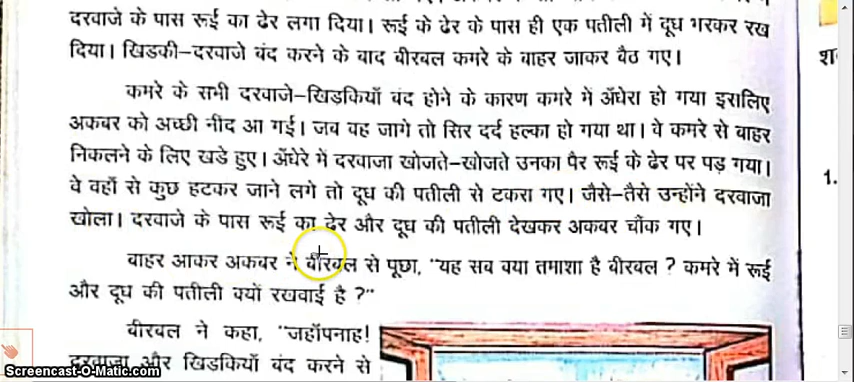 दरवाजे के पास रूई का ढेर लगा दिया। रूई के ढेर के पास ही एक पतीली में दूध भरकर रख
दिया। खिडकी–दरवाजे बंद करने के बाद बीरबल कमरे के बाहर जाकर बैठ गए।
कमरे के सभी दरवाजे–खिड़कियाँ बंद होने के कारण कमरे में अँधेरा हो गया इसलिए
अकबर को अच्छी नींद आ गई। जब वह जागे तो सिर दर्द हल्का हो गया था। वे कमरे से बाहर
निकलने के लिए खडे हुए। अँधेरे में दरवाजा खोजते–खोजते उनका पैर रूई के ढेर पर पड़ गया।
वे वहाँ से कुछ हटकर जाने लगे तो दूध की पतीली से टकरा गए। जैसे–तैसे उन्होंने दरवाजा
खोला। दरवाजे के पास रूई का ढेर और दूध की पतीली देखकर अकबर चौंक गए।
बाहर आकर अकबर ने बीरबल से पूछा, "यह सब क्या तमाशा है बीरबल ? कमरे में रूई
और दूध की पतीली क्यों रखवाई है ?"
बीरबल ने कहा, "जहाँपनाह!
दरवाजा और खिडकियाँ बंद करने से
श
1.
Screencast-O-Matic.com